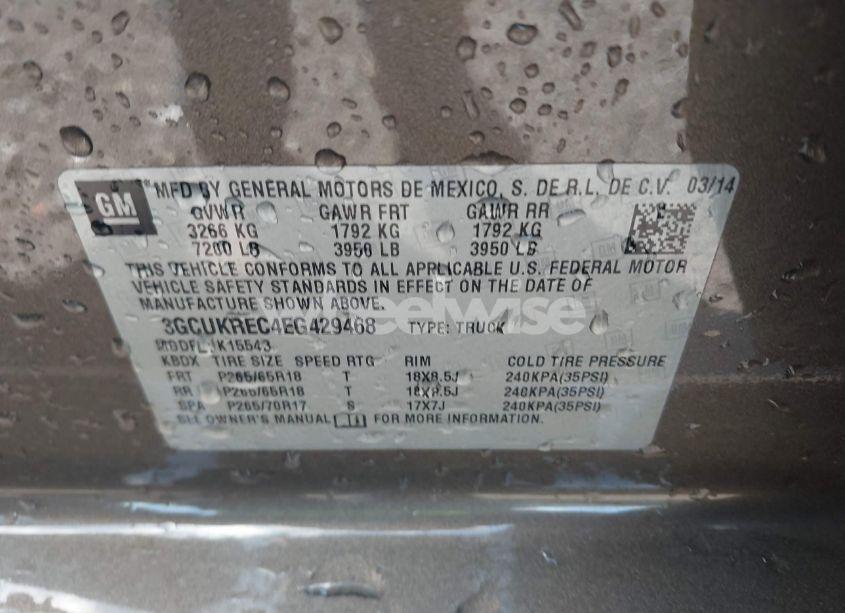 GM
MFD BY GENERAL MOTORS DE MEXICO, S. DE R.L. DE C.V. 03/14
GVWR GAWR FRT GAWR RR
3266 KG 1792 KG 1792 KG
7200 LB 3950 LB 3950 LB
THIS VEHICLE CONFORMS TO ALL APPLICABLE U.S. FEDERAL MOTOR
VEHICLE SAFETY STANDARDS IN EFFECT ON THE DATE OF
MANUFACTURE SHOWN ABOVE.
3GCUKREC4EG429468 TYPE: TRUCK
wheelwise
MODEL: K15543
KBDX TIRE SIZE SPEED RTG RIM COLD TIRE PRESSURE
FRT P265/65R18 T 18X8.5J 240KPA(35PSI)
RR P265/65R18 T 18X8.5J 240KPA(35PSI)
SPA P265/70R17 S 17X7J 240KPA(35PSI)
SEE OWNER'S MANUAL FOR MORE INFORMATION.